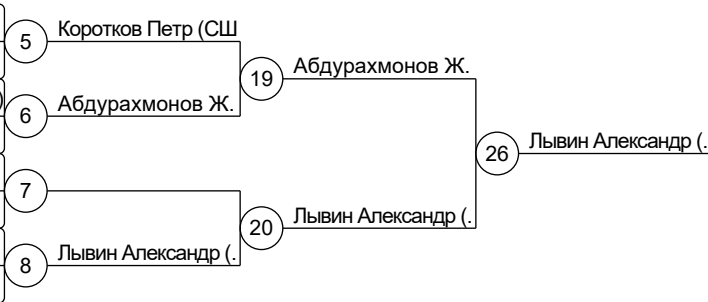 5
Коротков Петр (СШ
19
Абдурахмонов Ж.
)
6
Абдурахмонов Ж.
26
Лывин Александр (.
7
20
Лывин Александр (.
8
Лывин Александр (.